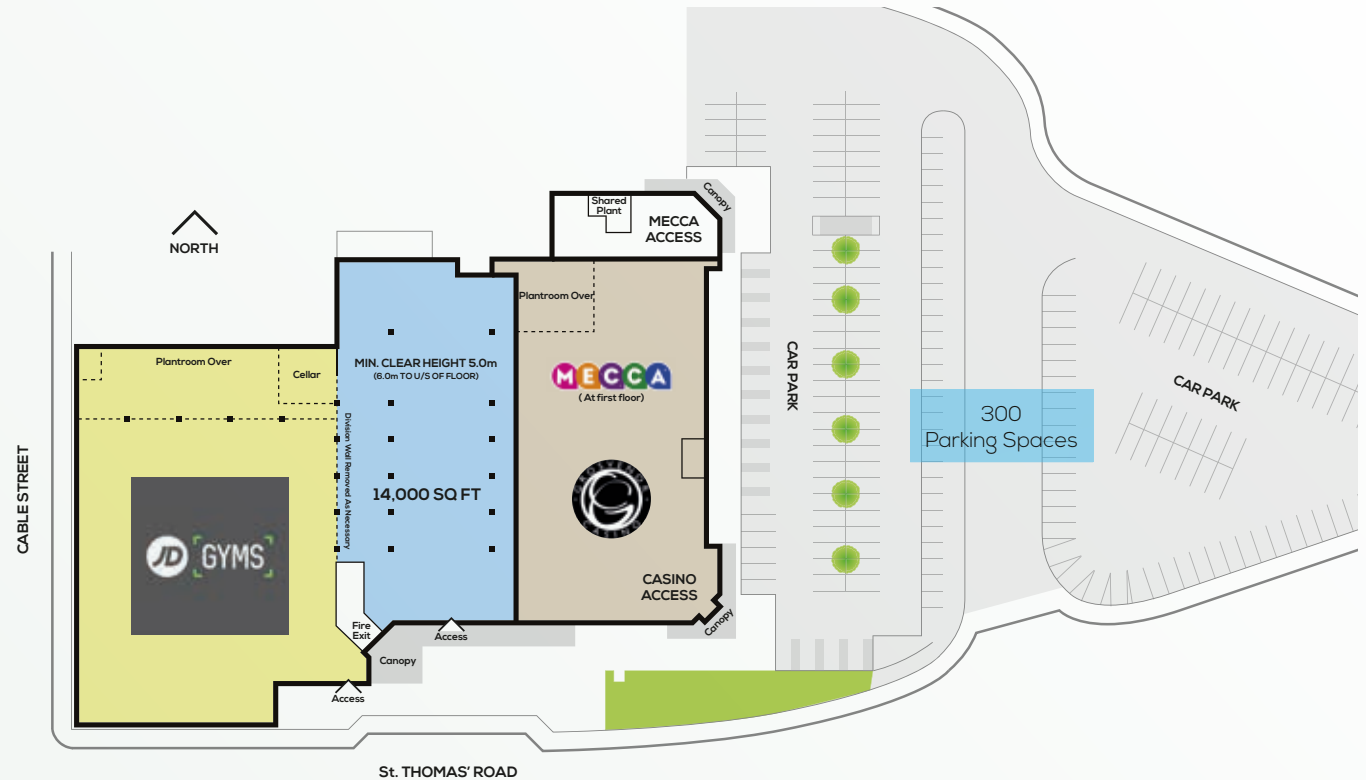 NORTH
CABLE STREET
Plantroom Over
Cellar
JD GYMS
Division Wall Removed As Necessary
MIN. CLEAR HEIGHT 5.0m
(6.0m TO U/S OF FLOOR)
14,000 SQ FT
Fire
Exit
Canopy
Access
Access
Shared
Plant
MECCA
ACCESS
Canopy
Plantroom Over
MECCA
(At first floor)
GROSVENOR
G
CASINO
CASINO
ACCESS
Canopy
CAR PARK
300
Parking Spaces
CAR PARK
St. THOMAS' ROAD